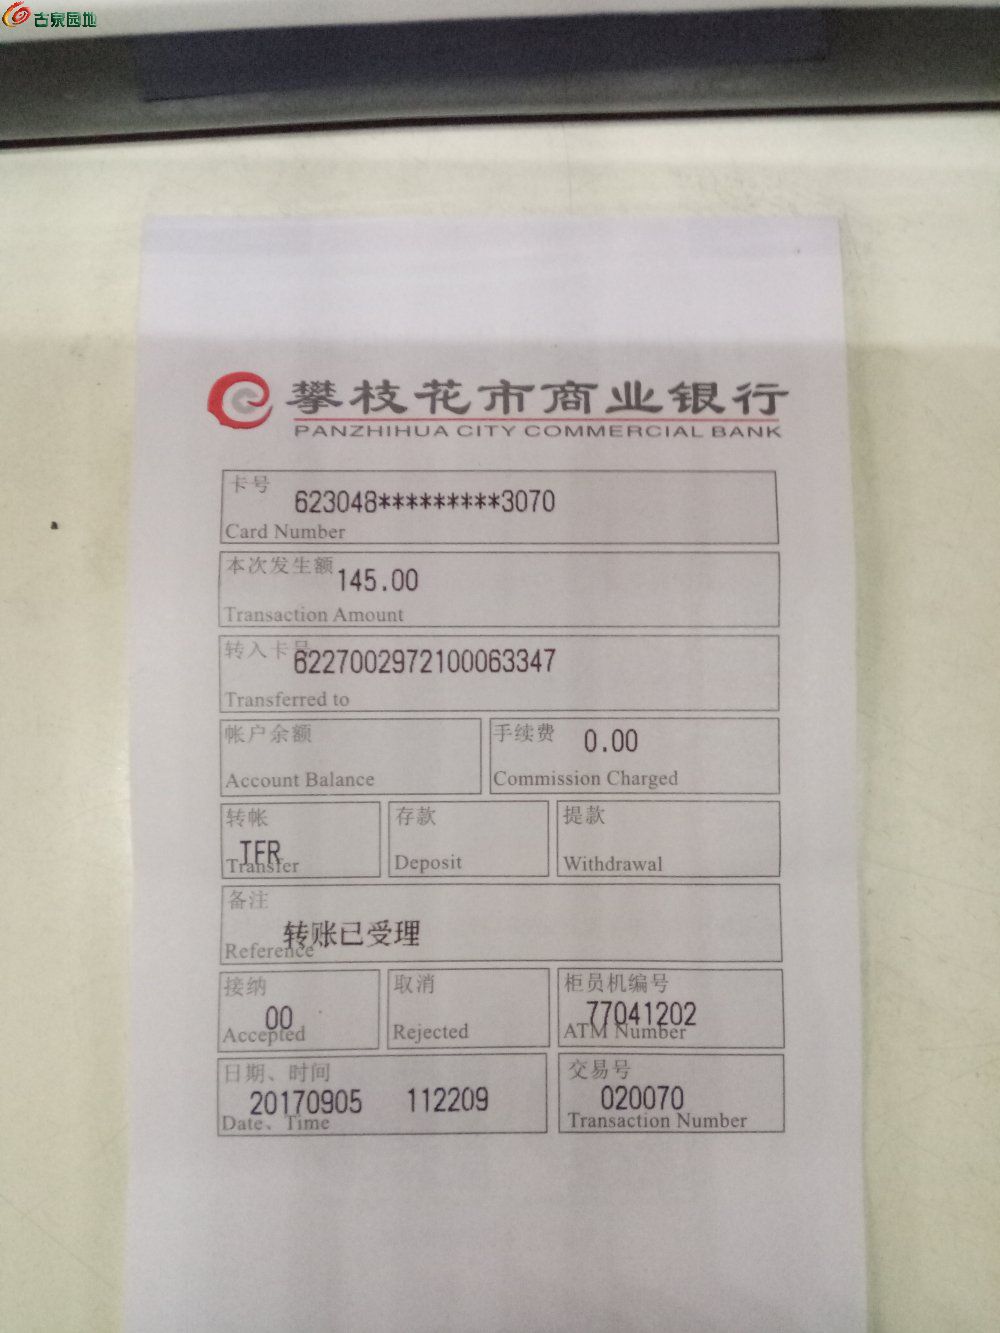 古泉园地
攀枝花市商业银行
PANZHIHUA CITY COMMERCIAL BANK
卡号
623048*********3070
Card Number
本次发生额
145.00
Transaction Amount
转入卡号
6227002972100063347
Transferred to
帐户余额
Account Balance
手续费
0.00
Commission Charged
转帐
TFR
Transfer
存款
Deposit
提款
Withdrawal
备注
转账已受理
Reference
接纳
00
Accepted
取消
Rejected
柜员机编号
77041202
ATM Number
日期、时间
20170905 112209
Date、Time
交易号
020070
Transaction Number